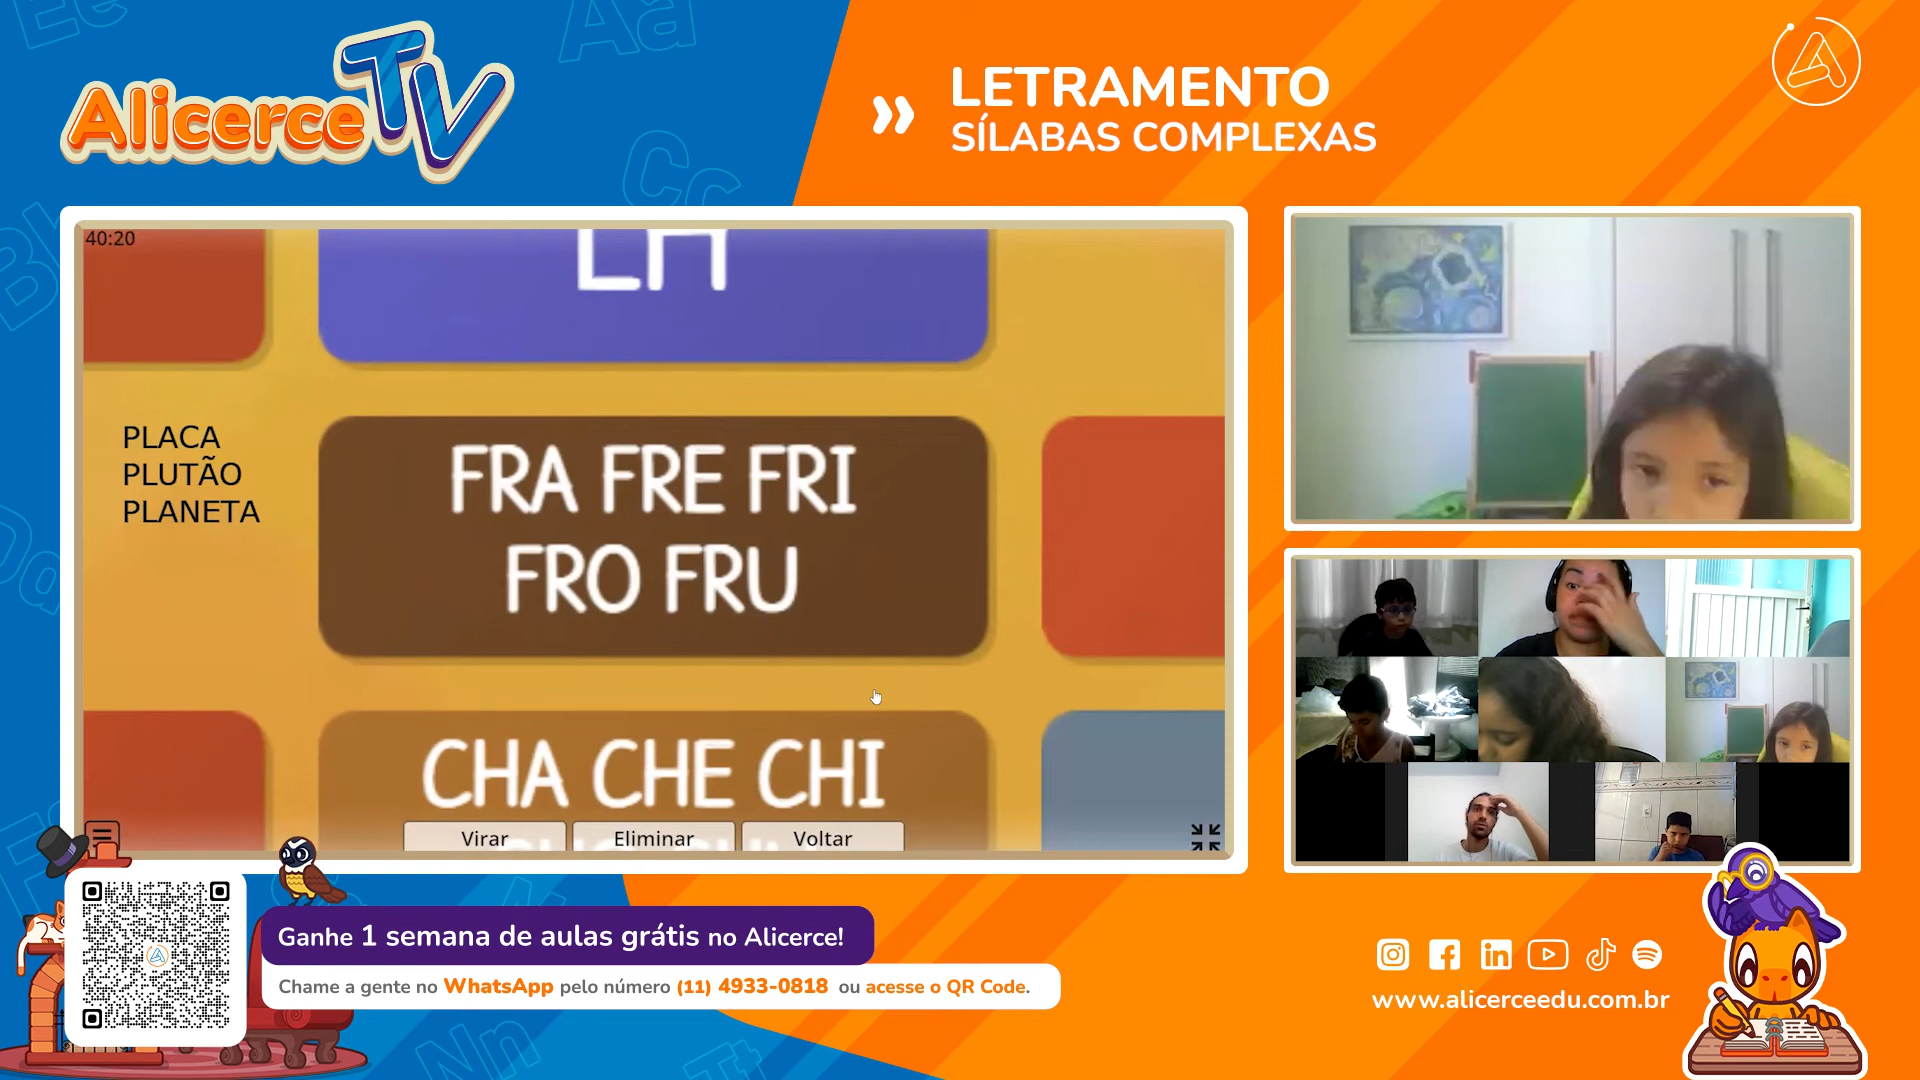 Alicerce TV
LETRAMENTO
SÍLABAS COMPLEXAS
40:20
LH
PLACA
PLUTÃO
PLANETA
FRA FRE FRI
FRO FRU
CHA CHE CHI
Virar
Eliminar
Voltar
Ganhe 1 semana de aulas grátis no Alicerce!
Chame a gente no WhatsApp pelo número (11) 4933-0818 ou acesse o QR Code.
www.alicerceedu.com.br